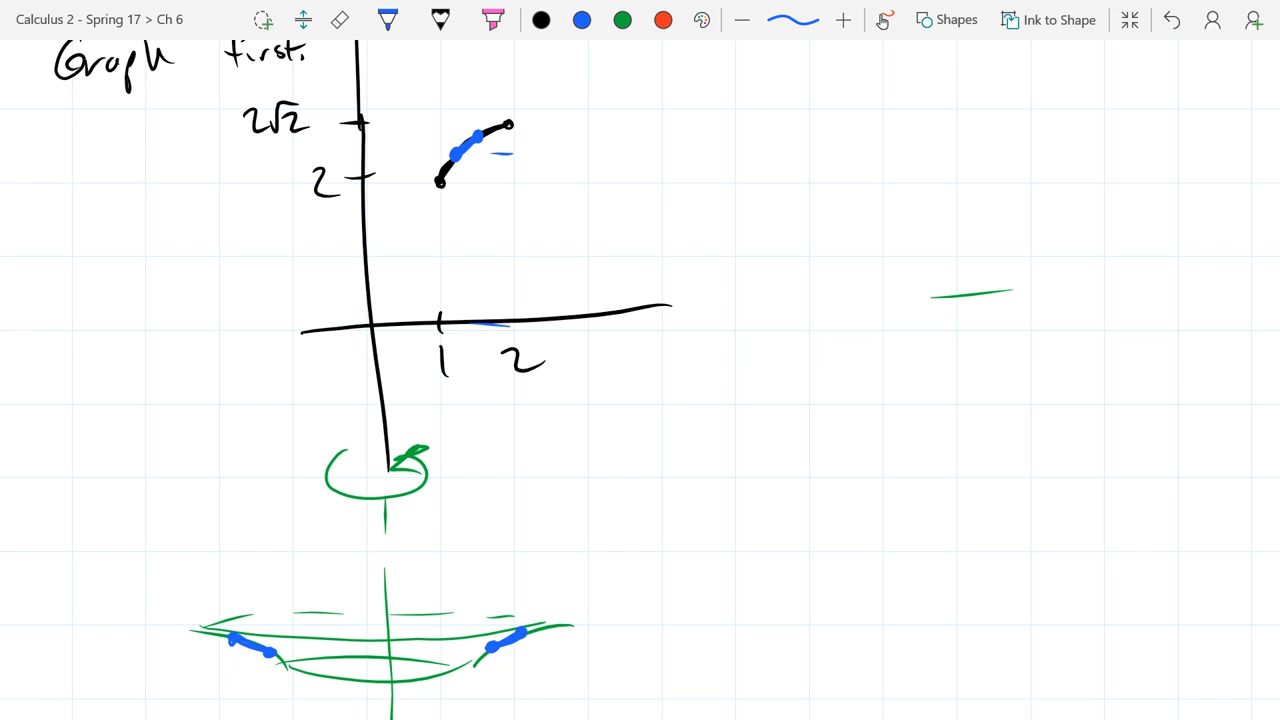 Calculus 2 - Spring 17 > Ch 6
Shapes
Ink to Shape
Graph first.
2√2
2
1 2